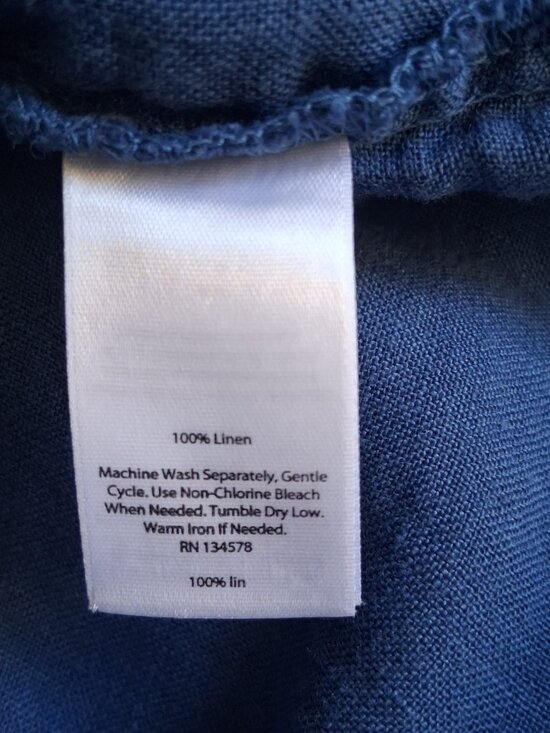 100% Linen
Machine Wash Separately, Gentle
Cycle. Use Non-Chlorine Bleach
When Needed. Tumble Dry Low.
Warm Iron If Needed.
RN 134578
100% lin